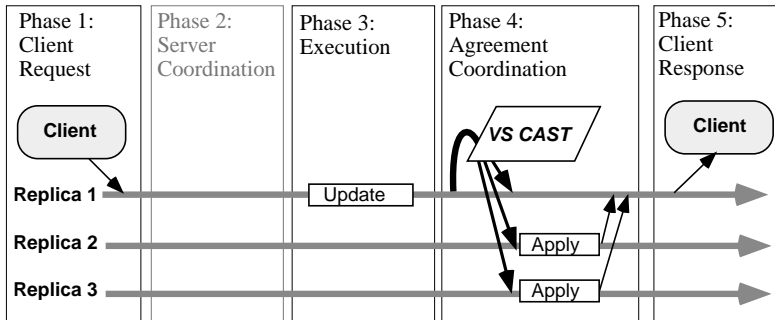 Phase 1:
Client
Request
Phase 2:
Server
Coordination
Phase 3:
Execution
Phase 4:
Agreement
Coordination
Phase 5:
Client
Response
Client
VS CAST
Client
Replica 1
Update
Replica 2
Apply
Replica 3
Apply